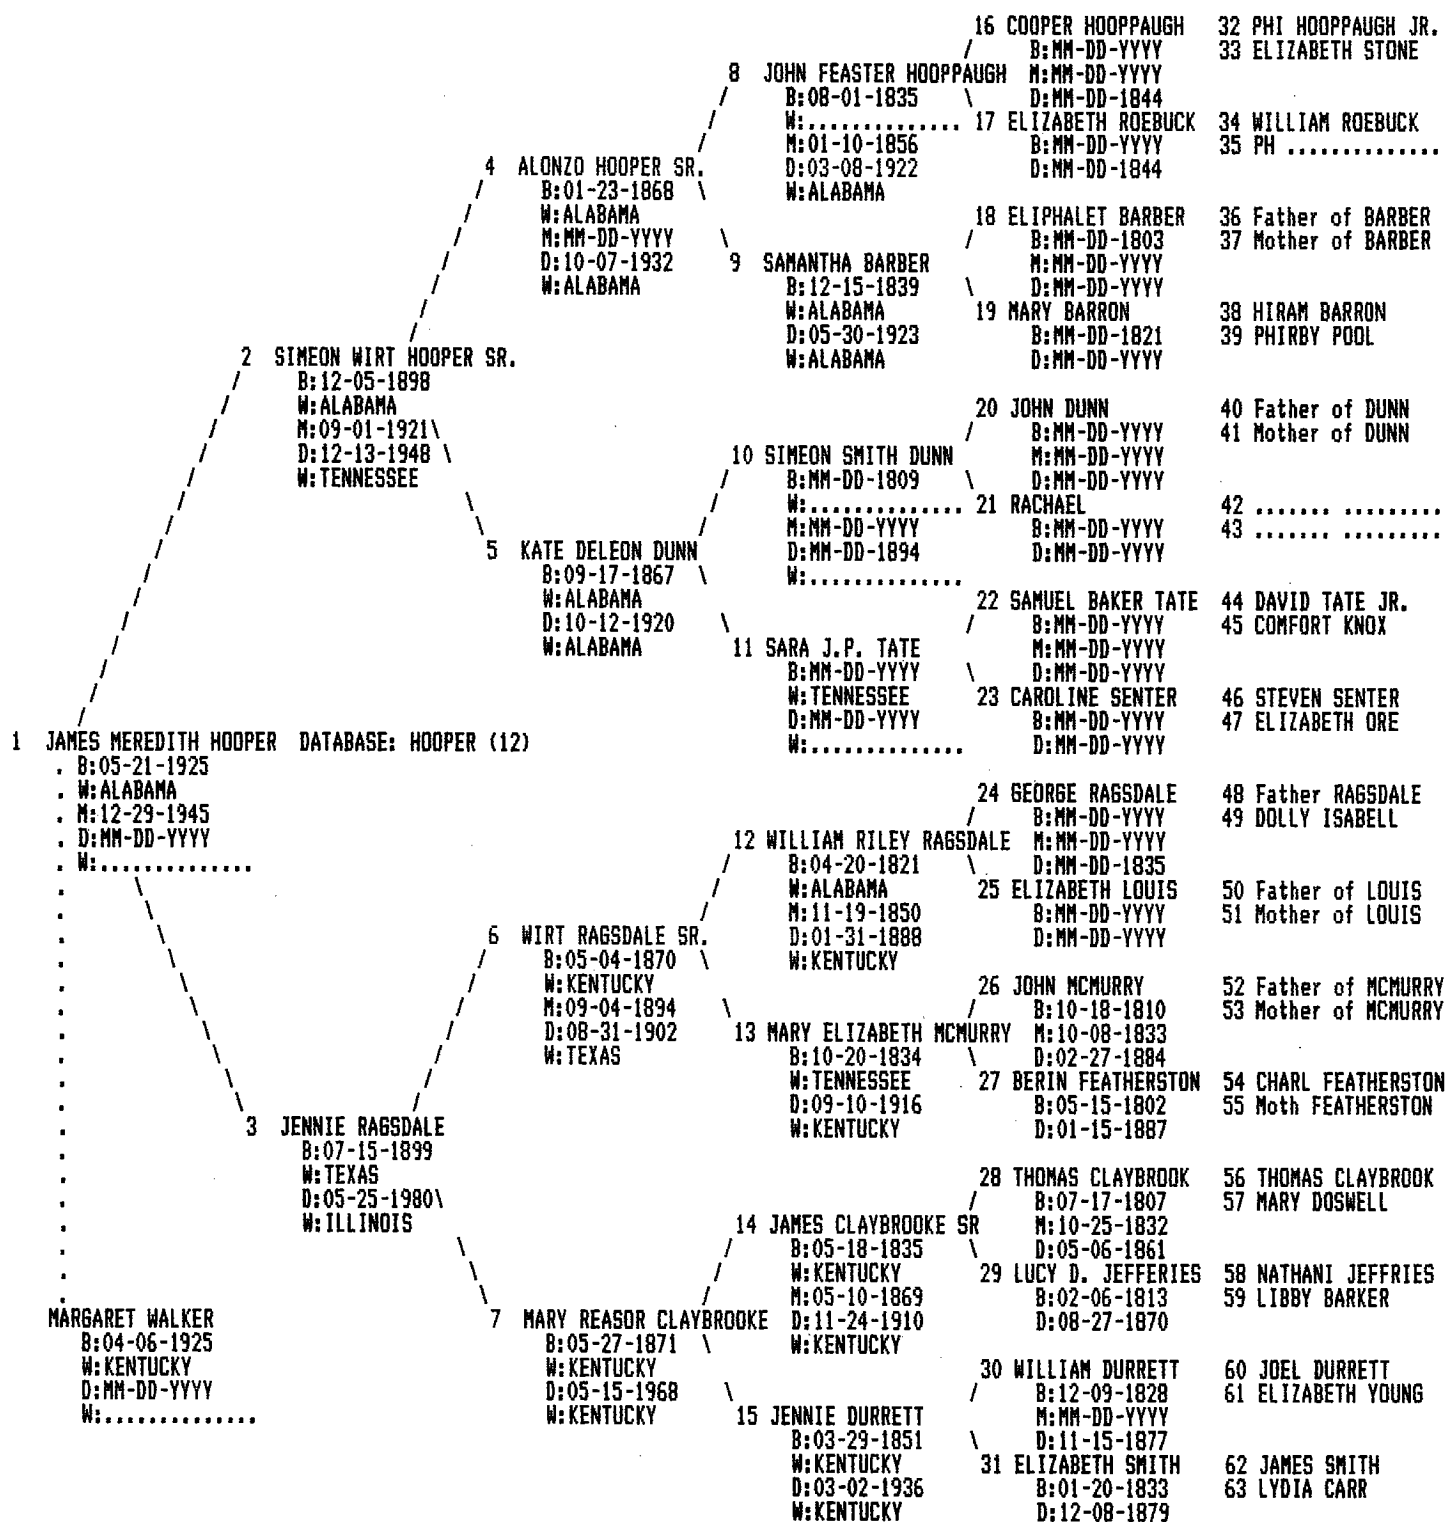 16 COOPER HOOPPAUGH 32 PHI HOOPPAUGH JR.
B:MM-DD-YYYY 33 ELIZABETH STONE
8 JOHN FEASTER HOOPPAUGH M:MM-DD-YYYY
B:08-01-1835 D:MM-DD-1844
W:.............. 17 ELIZABETH ROEBUCK 34 WILLIAM ROEBUCK
M:01-10-1856 B:MM-DD-YYYY 35 PH ..............
4 ALONZO HOOPER SR. D:03-08-1922 D:MM-DD-1844
B:01-23-1868 W:ALABAMA
W:ALABAMA 18 ELIPHALET BARBER 36 Father of BARBER
M:MM-DD-YYYY B:MM-DD-1803 37 Mother of BARBER
D:10-07-1932 9 SAMANTHA BARBER M:MM-DD-YYYY
W:ALABAMA B:12-15-1839 D:MM-DD-YYYY
W:ALABAMA 19 MARY BARRON 38 HIRAM BARRON
D:05-30-1923 B:MM-DD-1821 39 PHIRBY POOL
2 SIMEON WIRT HOOPER SR. W:ALABAMA D:MM-DD-YYYY
B:12-05-1898
W:ALABAMA 20 JOHN DUNN 40 Father of DUNN
M:09-01-1921 B:MM-DD-YYYY 41 Mother of DUNN
D:12-13-1948 10 SIMEON SMITH DUNN M:MM-DD-YYYY
W:TENNESSEE B:MM-DD-1809 D:MM-DD-YYYY
W:.............. 21 RACHAEL 42 ....... .........
M:MM-DD-YYYY B:MM-DD-YYYY 43 ....... .........
5 KATE DELEON DUNN D:MM-DD-1894 D:MM-DD-YYYY
B:09-17-1867 W:..............
W:ALABAMA 22 SAMUEL BAKER TATE 44 DAVID TATE JR.
D:10-12-1920 B:MM-DD-YYYY 45 COMFORT KNOX
W:ALABAMA 11 SARA J.P. TATE M:MM-DD-YYYY
B:MM-DD-YYYY D:MM-DD-YYYY
W:TENNESSEE 23 CAROLINE SENTER 46 STEVEN SENTER
D:MM-DD-YYYY B:MM-DD-YYYY 47 ELIZABETH ORE
1 JAMES MEREDITH HOOPER DATABASE: HOOPER (12) W:.............. D:MM-DD-YYYY
B:05-21-1925
W:ALABAMA 24 GEORGE RAGSDALE 48 Father RAGSDALE
M:12-29-1945 B:MM-DD-YYYY 49 DOLLY ISABELL
D:MM-DD-YYYY 12 WILLIAM RILEY RAGSDALE M:MM-DD-YYYY
W:.............. B:04-20-1821 D:MM-DD-1835
W:ALABAMA 25 ELIZABETH LOUIS 50 Father of LOUIS
M:11-19-1850 B:MM-DD-YYYY 51 Mother of LOUIS
6 WIRT RAGSDALE SR. D:01-31-1888 D:MM-DD-YYYY
B:05-04-1870 W:KENTUCKY
W:KENTUCKY 26 JOHN MCMURRY 52 Father of MCMURRY
M:09-04-1894 B:10-18-1810 53 Mother of MCMURRY
D:08-31-1902 13 MARY ELIZABETH MCMURRY M:10-08-1833
W:TEXAS B:10-20-1834 D:02-27-1884
W:TENNESSEE 27 BERIN FEATHERSTON 54 CHARL FEATHERSTON
D:09-10-1916 B:05-15-1802 55 Moth FEATHERSTON
3 JENNIE RAGSDALE W:KENTUCKY D:01-15-1887
B:07-15-1899
W:TEXAS 28 THOMAS CLAYBROOK 56 THOMAS CLAYBROOK
D:05-25-1980 B:07-17-1807 57 MARY DOSWELL
W:ILLINOIS 14 JAMES CLAYBROOKE SR M:10-25-1832
B:05-18-1835 D:05-06-1861
W:KENTUCKY 29 LUCY D. JEFFERIES 58 NATHANI JEFFRIES
M:05-10-1869 B:02-06-1813 59 LIBBY BARKER
MARGARET WALKER 7 MARY REASOR CLAYBROOKE D:11-24-1910 D:08-27-1870
B:04-06-1925 B:05-27-1871 W:KENTUCKY
W:KENTUCKY W:KENTUCKY 30 WILLIAM DURRETT 60 JOEL DURRETT
D:MM-DD-YYYY D:05-15-1968 B:12-09-1828 61 ELIZABETH YOUNG
W:.............. W:KENTUCKY 15 JENNIE DURRETT M:MM-DD-YYYY
B:03-29-1851 D:11-15-1877
W:KENTUCKY 31 ELIZABETH SMITH 62 JAMES SMITH
D:03-02-1936 B:01-20-1833 63 LYDIA CARR
W:KENTUCKY D:12-08-1879